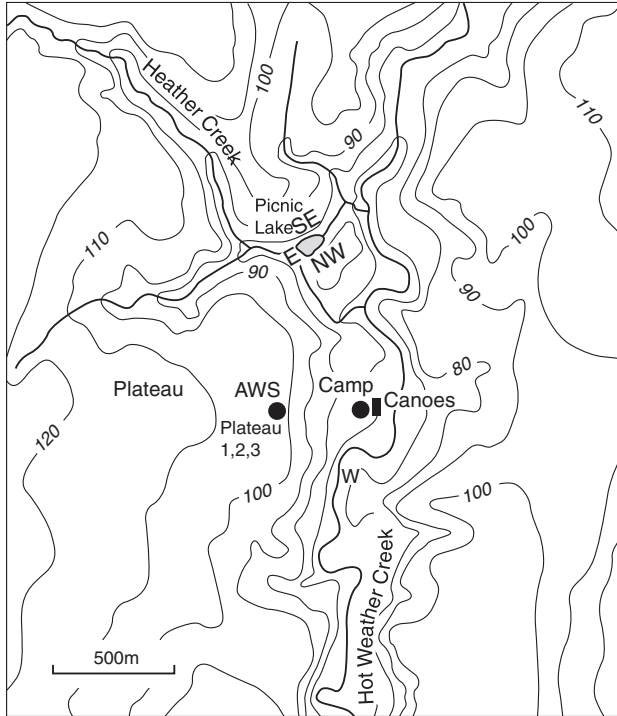 Heather Creek
100
90
110
Picnic
Lake
SE
E
NW
110
100
90
90
80
Plateau
AWS
Camp
Canoes
Plateau
1,2,3
120
100
W
100
Hot Weather Creek
500m